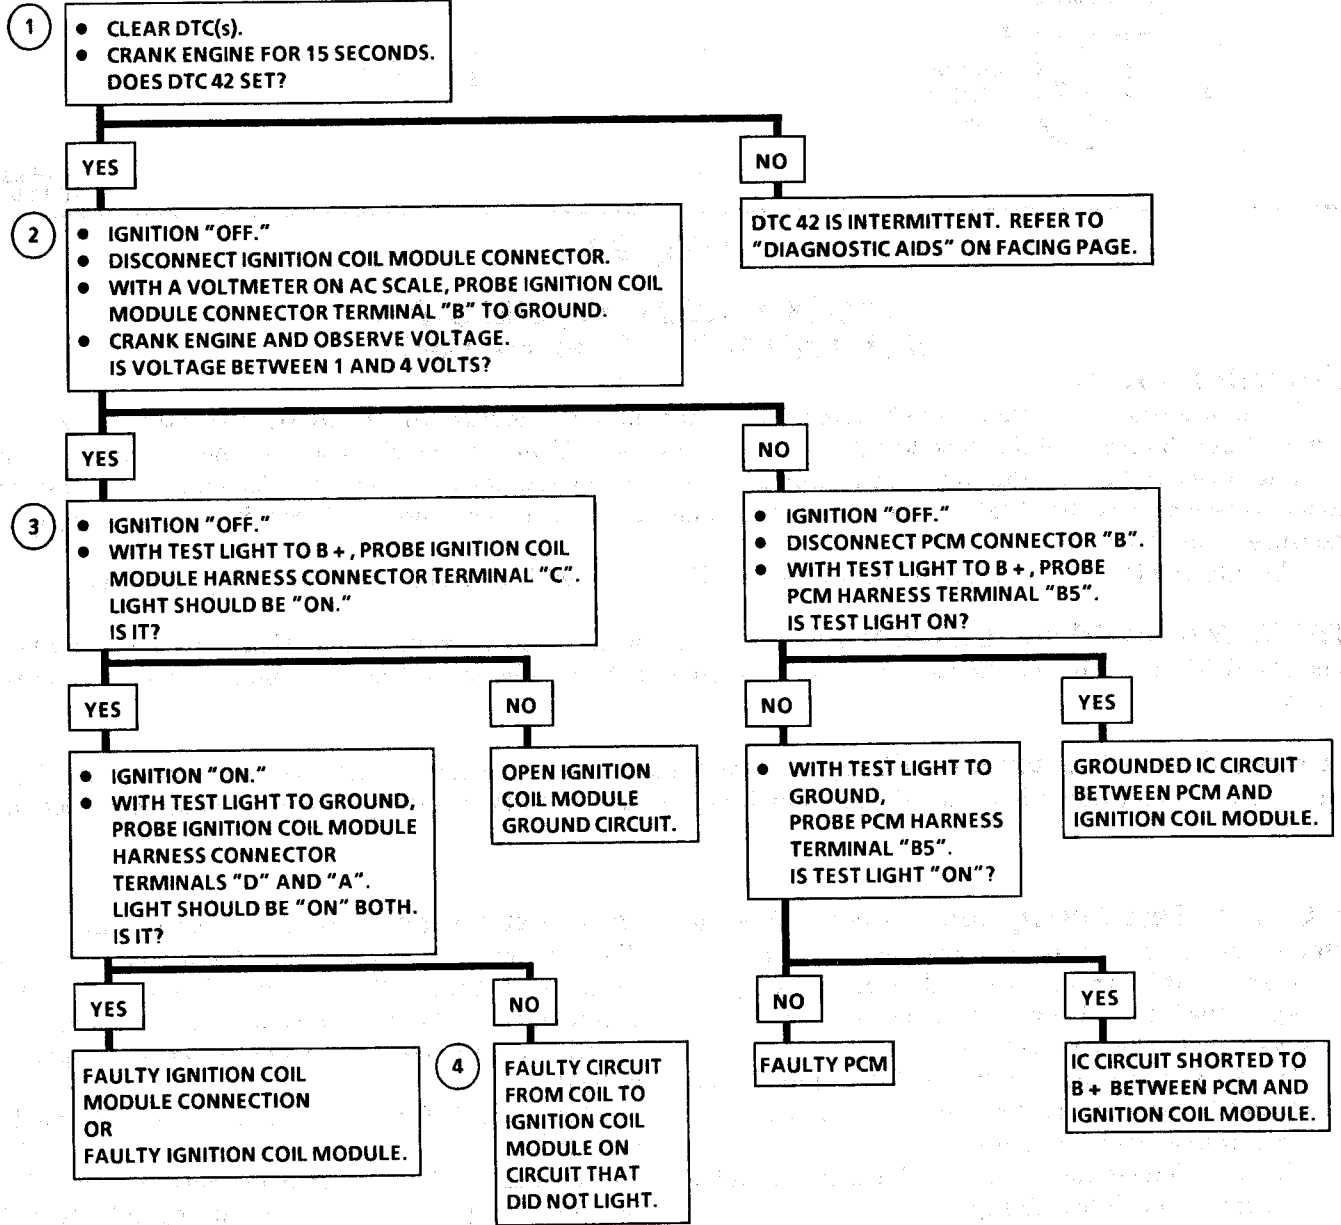 1
● CLEAR DTC(s).
● CRANK ENGINE FOR 15 SECONDS.
DOES DTC 42 SET?
YES
NO
DTC 42 IS INTERMITTENT. REFER TO
"DIAGNOSTIC AIDS" ON FACING PAGE.
2
● IGNITION "OFF."
● DISCONNECT IGNITION COIL MODULE CONNECTOR.
● WITH A VOLTMETER ON AC SCALE, PROBE IGNITION COIL
MODULE CONNECTOR TERMINAL "B" TO GROUND.
● CRANK ENGINE AND OBSERVE VOLTAGE.
IS VOLTAGE BETWEEN 1 AND 4 VOLTS?
YES
NO
3
● IGNITION "OFF."
● WITH TEST LIGHT TO B +, PROBE IGNITION COIL
MODULE HARNESS CONNECTOR TERMINAL "C".
LIGHT SHOULD BE "ON."
IS IT?
● IGNITION "OFF."
● DISCONNECT PCM CONNECTOR "B".
● WITH TEST LIGHT TO B +, PROBE
PCM HARNESS TERMINAL "B5".
IS TEST LIGHT ON?
YES
NO
NO
YES
● IGNITION "ON."
● WITH TEST LIGHT TO GROUND,
PROBE IGNITION COIL MODULE
HARNESS CONNECTOR
TERMINALS "D" AND "A".
LIGHT SHOULD BE "ON" BOTH.
IS IT?
OPEN IGNITION
COIL MODULE
GROUND CIRCUIT.
● WITH TEST LIGHT TO
GROUND,
PROBE PCM HARNESS
TERMINAL "B5".
IS TEST LIGHT "ON"?
GROUNDED IC CIRCUIT
BETWEEN PCM AND
IGNITION COIL MODULE.
YES
NO
NO
YES
FAULTY IGNITION COIL
MODULE CONNECTION
OR
FAULTY IGNITION COIL MODULE.
4
FAULTY CIRCUIT
FROM COIL TO
IGNITION COIL
MODULE ON
CIRCUIT THAT
DID NOT LIGHT.
FAULTY PCM
IC CIRCUIT SHORTED TO
B + BETWEEN PCM AND
IGNITION COIL MODULE.